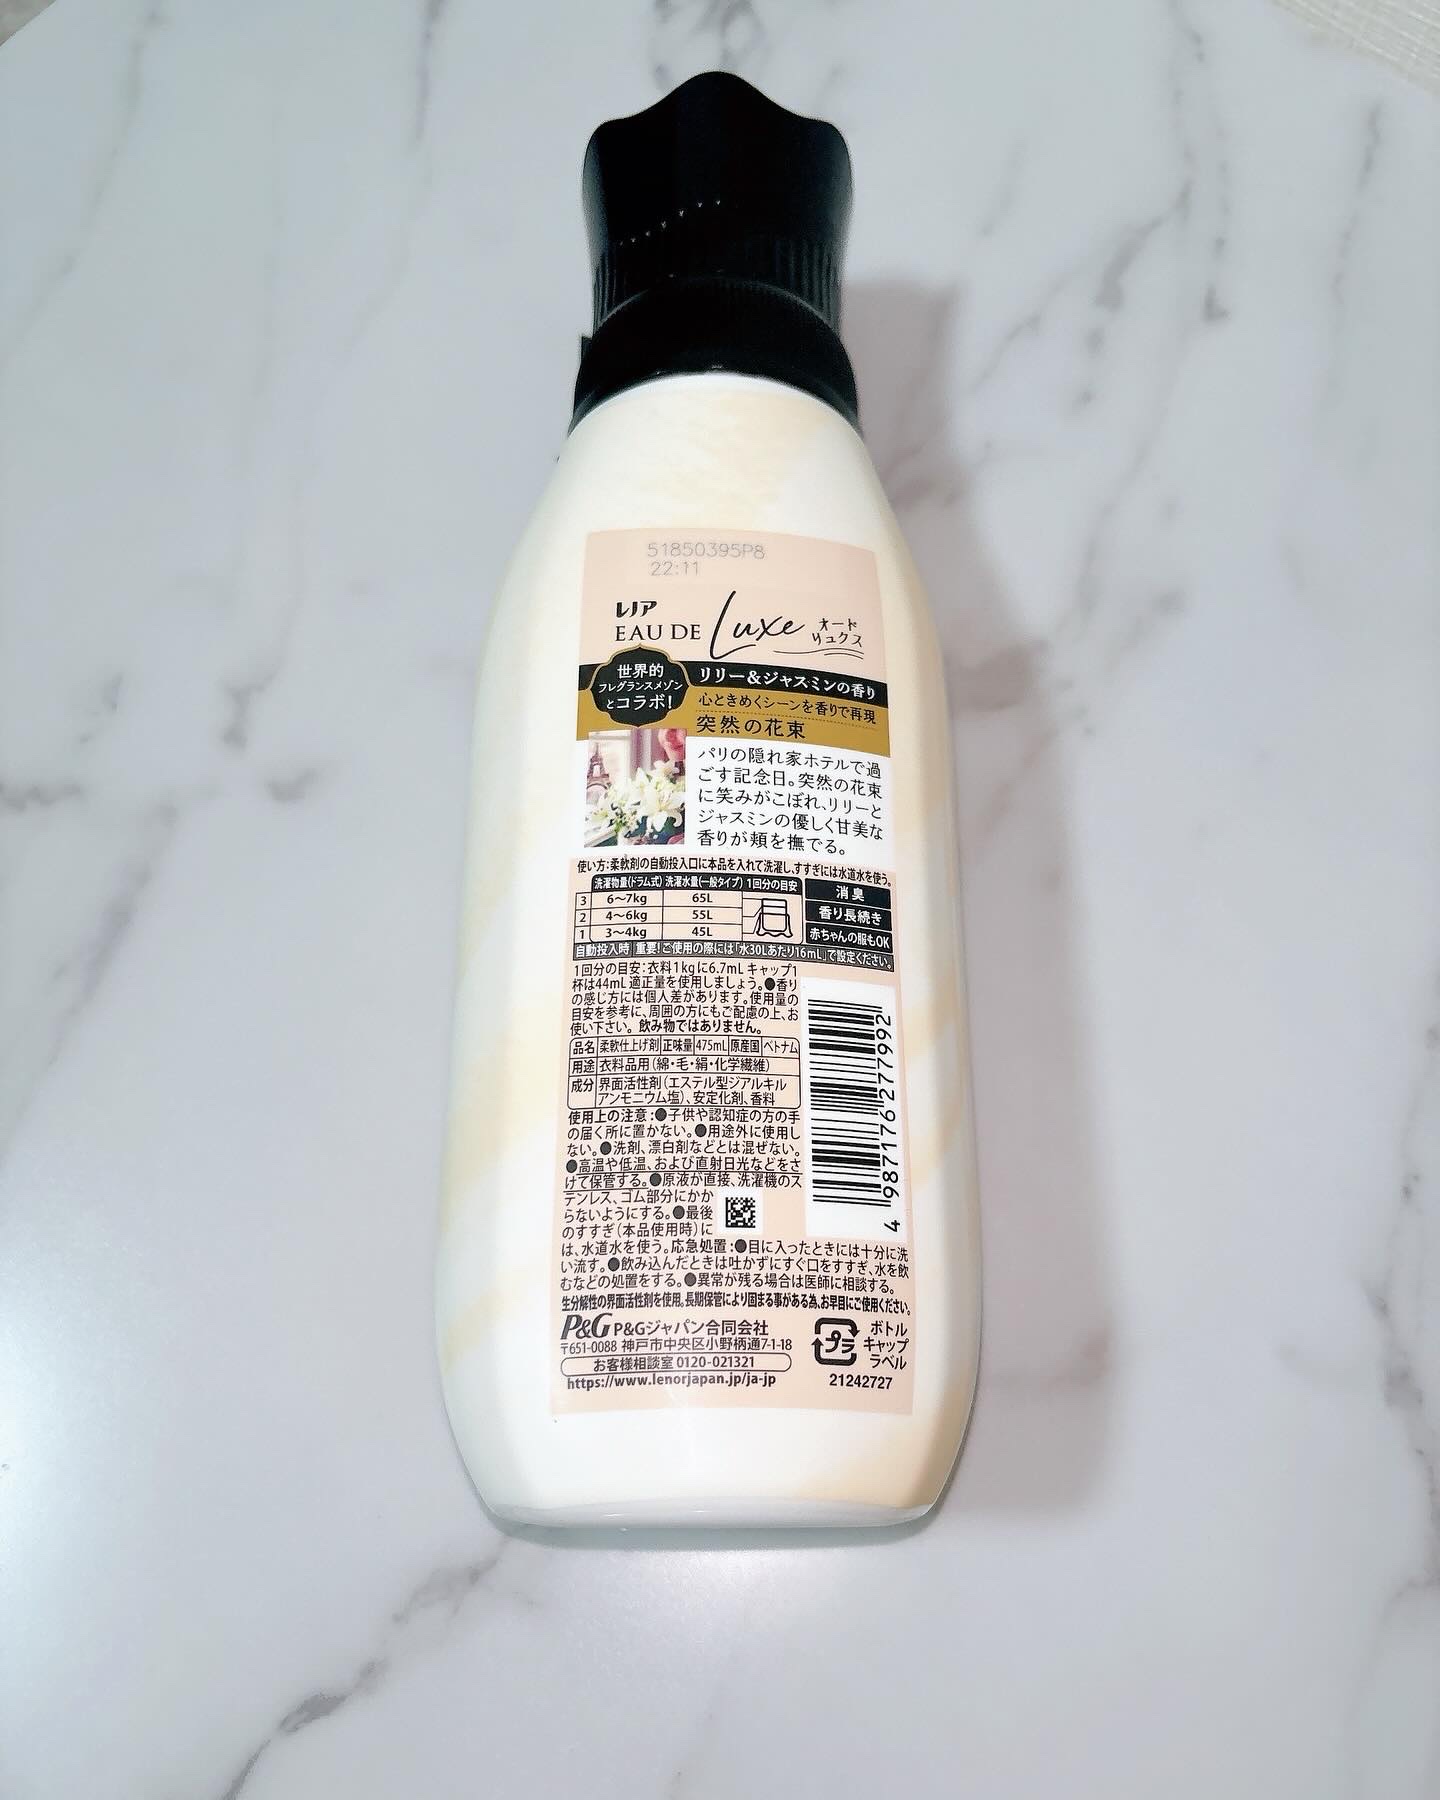 51850395P8
22:11
レノア
EAU DE Luxe オードリュクス
世界的
フレグランスメゾン
とコラボ!
リリー&ジャスミンの香り
心ときめくシーンを香りで再現
突然の花束
パリの隠れ家ホテルで過
ごす記念日。突然の花束
に笑みがこぼれ、リリーと
ジャスミンの優しく甘美な
香りが頬を撫でる。
使い方:柔軟剤の自動投入口に本品を入れて洗濯し、すすぎには水道水を使う。
洗濯物量(ドラム式) 洗濯水量(一般タイプ) 1回分の目安
3 6～7kg 65L
2 4～6kg 55L
1 3～4kg 45L
消臭
香り長続き
赤ちゃんの服もOK
自動投入時 重要!ご使用の際には「水30Lあたり16mL」で設定ください。
1回分の目安:衣料1kgに6.7mL キャップ1
杯は44mL 適正量を使用しましょう。●香り
の感じ方には個人差があります。使用量の
目安を参考に、周囲の方にもご配慮の上、お
使い下さい。飲み物ではありません。
品名 柔軟仕上げ剤 正味量 475mL 原産国 ベトナム
用途 衣料品用(綿・毛・絹・化学繊維)
成分 界面活性剤(エステル型ジアルキル
アンモニウム塩)、安定化剤、香料
使用上の注意:●子供や認知症の方の手
の届く所に置かない。●用途外に使用し
ない。●洗剤、漂白剤などとは混ぜない。
●高温や低温、および直射日光などをさ
けて保管する。●原液が直接、洗濯機のス
テンレス、ゴム部分にかか
らないようにする。●最後
のすすぎ(本品使用時)に
は、水道水を使う。応急処置:●目に入ったときには十分に洗
い流す。●飲み込んだときは吐かずにすぐ口をすすぎ、水を飲
むなどの処置をする。●異常が残る場合は医師に相談する。
生分解性の界面活性剤を使用。長期保管により固まる事がある為、お早目にご使用ください。
4 987176 277992
P&G P&Gジャパン合同会社
〒651-0088 神戸市中央区小野柄通7-1-18
お客様相談室 0120-021321
https://www.lenorjapan.jp/ja-jp
プラ
ボトル
キャップ
ラベル
21242727